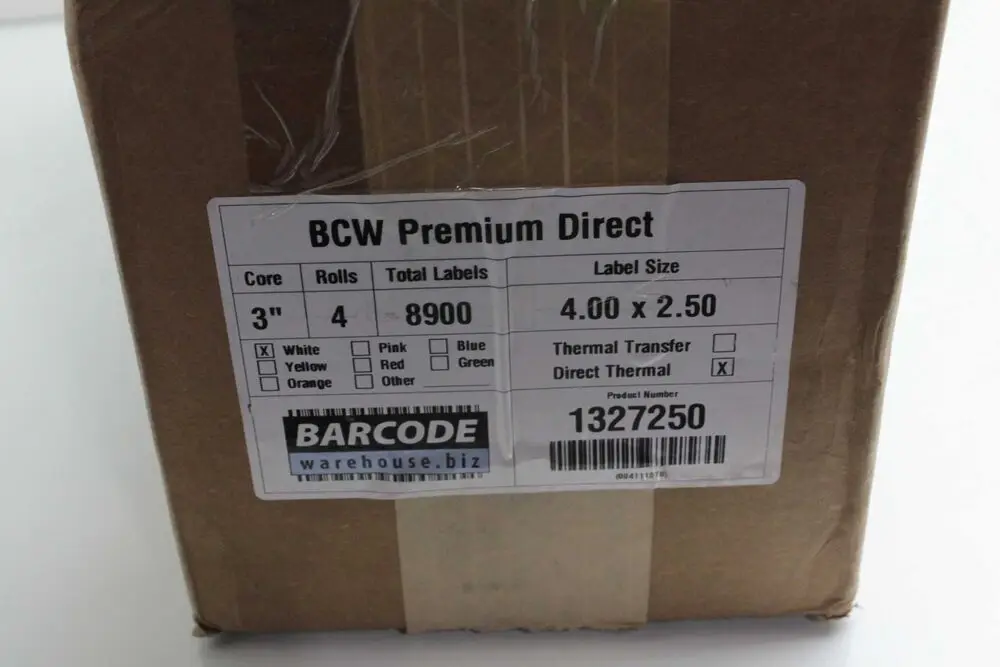 BCW Premium Direct
Core Rolls Total Labels Label Size
3" 4 8900 4.00 x 2.50
X White Pink Blue
Yellow Red Green
Orange Other
Thermal Transfer
Direct Thermal X
Product Number
1327250
BARCODE
warehouse.biz